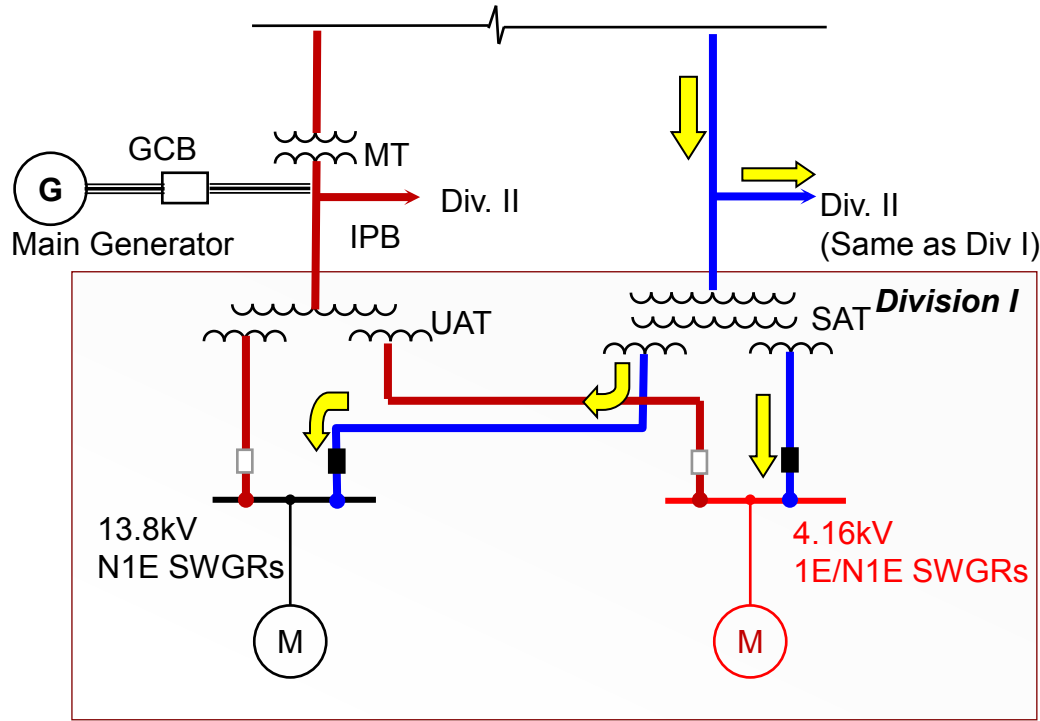 GCB
MT
G
Main Generator
Div. II
IPB
Div. II
(Same as Div I)
Division I
UAT
SAT
13.8kV
N1E SWGRs
4.16kV
1E/N1E SWGRs
M
M